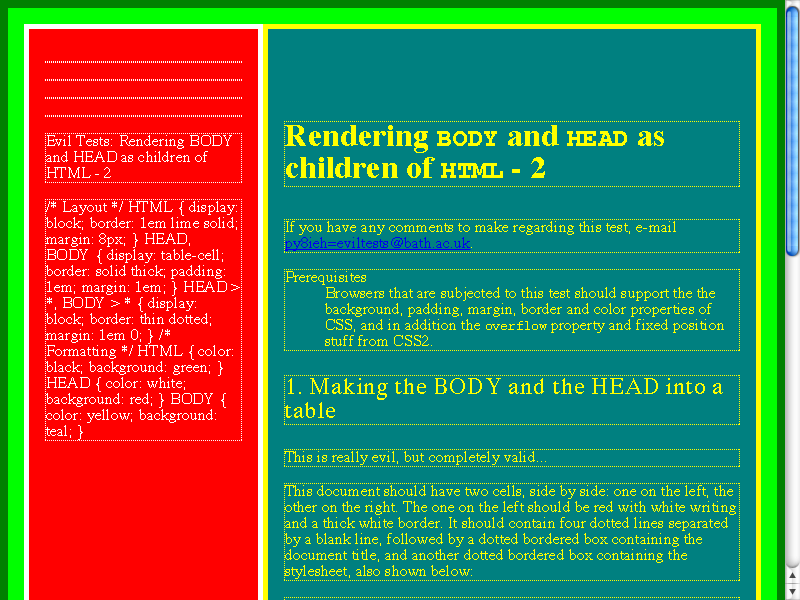 Evil Tests: Rendering BODY
and HEAD as children of
HTML - 2
/* Layout */ HTML { display:
block; border: 1em lime solid;
margin: 8px; } HEAD,
BODY { display: table-cell;
border: solid thick; padding:
1em; margin: 1em; } HEAD >
*, BODY > * { display:
block; border: thin dotted;
margin: 1em 0; } /*
Formatting */ HTML { color:
black; background: green; }
HEAD { color: white;
background: red; } BODY {
color: yellow; background:
teal; }
Rendering BODY and HEAD as
children of HTML - 2
If you have any comments to make regarding this test, e-mail
py8ieh=eviltests@bath.ac.uk.
Prerequisites
Browsers that are subjected to this test should support the the
background, padding, margin, border and color properties of
CSS, and in addition the overflow property and fixed position
stuff from CSS2.
1. Making the BODY and the HEAD into a
table
This is really evil, but completely valid...
This document should have two cells, side by side: one on the left, the
other on the right. The one on the left should be red with white writing
and a thick white border. It should contain four dotted lines separated
by a blank line, followed by a dotted bordered box containing the
document title, and another dotted bordered box containing the
stylesheet, also shown below: